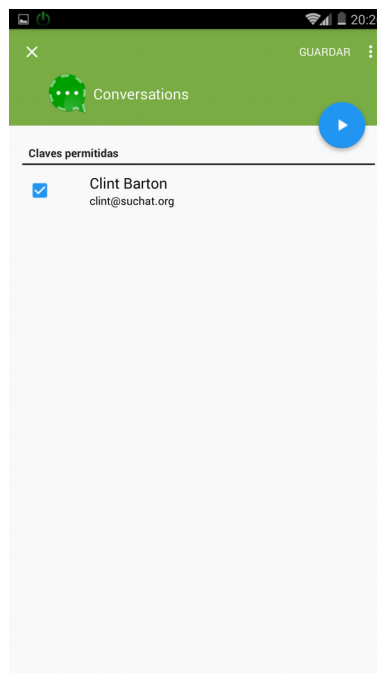 20:2
GUARDAR
Conversations
Claves permitidas
Clint Barton
clint@suchat.org